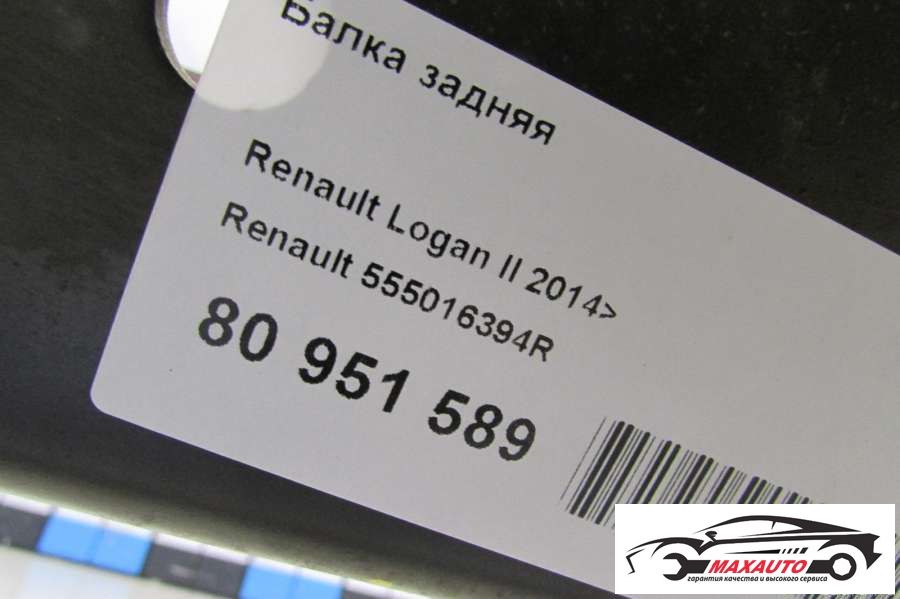 Балка задняя
Renault Logan II 2014>
Renault 555016394R
80 951 589
MAXAUTO
гарантия качества и высокого сервиса